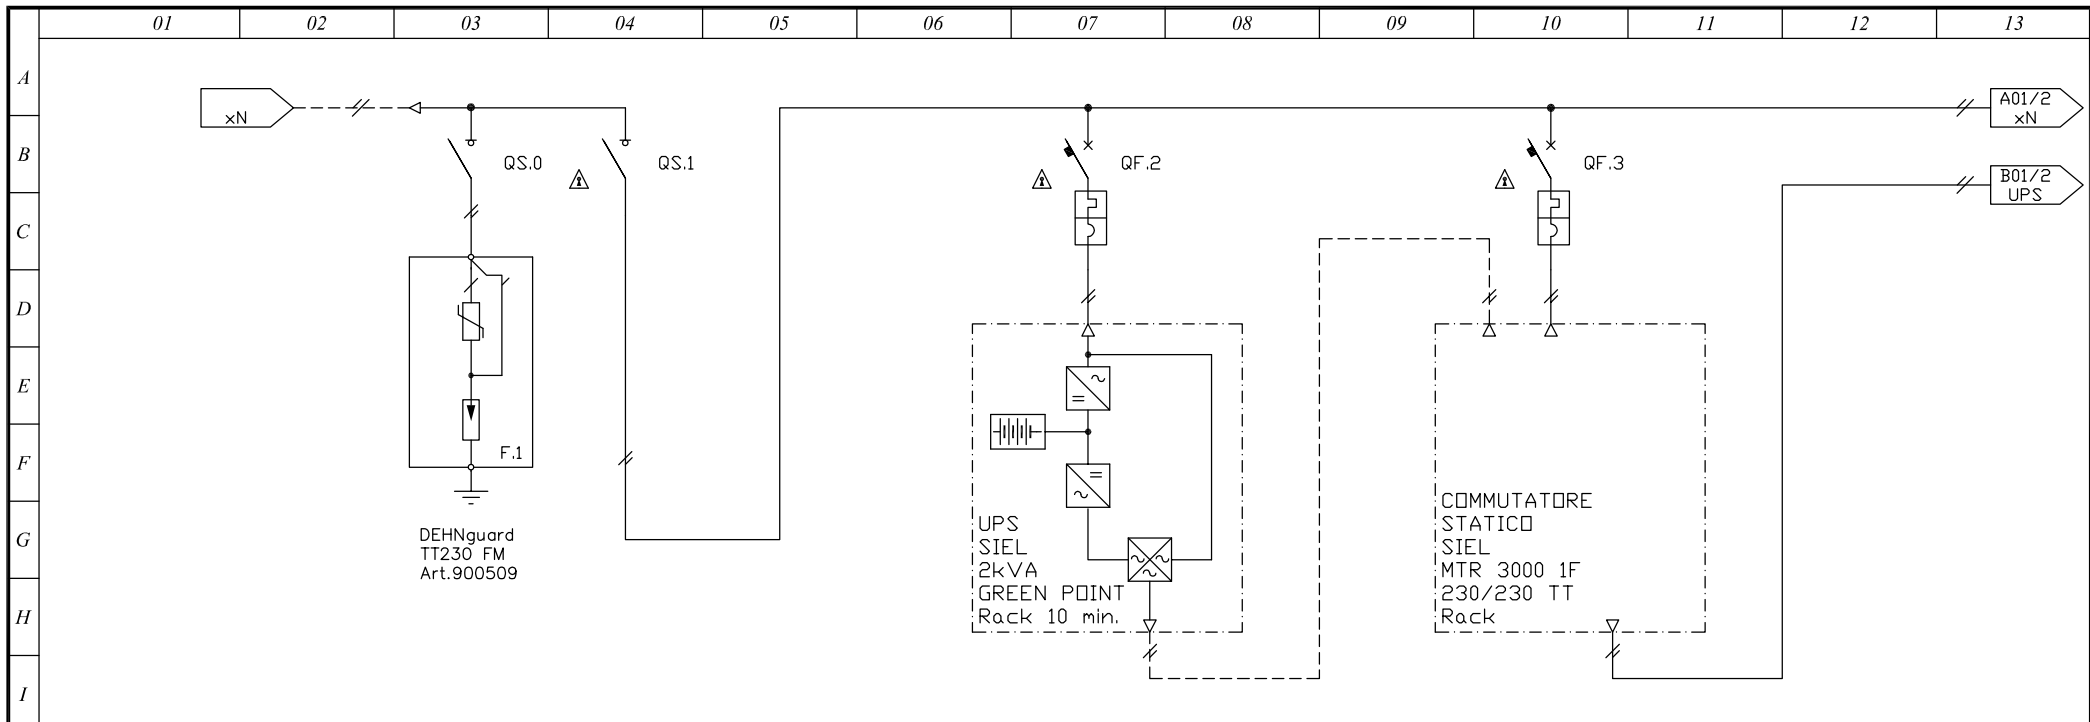 01 02 03 04 05 06 07 08 09 10 11 12 13
A
B
C
D
E
F
G
H
I
xN
A01/2
xN
B01/2
UPS
QS.0
QS.1
QF.2
QF.3
F.1
DEHNguard
TT230 FM
Art.900509
UPS
SIEL
2kVA
GREEN POINT
Rack 10 min.
COMMUTATORE
STATICO
SIEL
MTR 3000 1F
230/230 TT
Rack